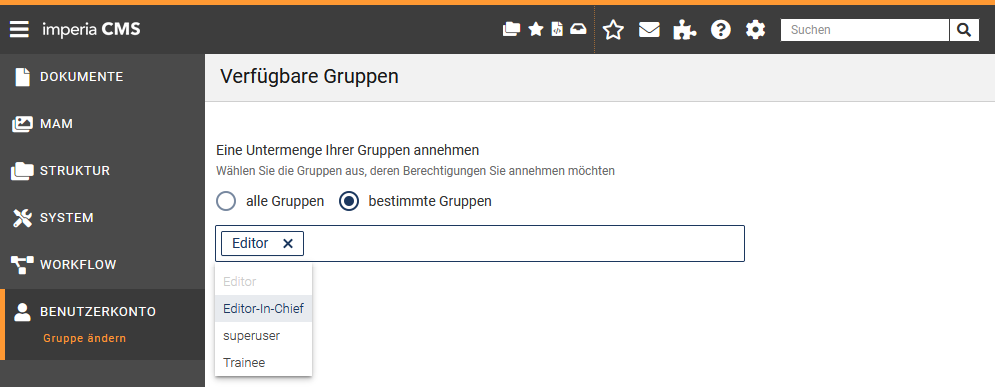 imperia CMS
Suchen
DOKUMENTE
MAM
STRUKTUR
SYSTEM
WORKFLOW
BENUTZERKONTO
Gruppe ändern
Verfügbare Gruppen
Eine Untermenge Ihrer Gruppen annehmen
Wählen Sie die Gruppen aus, deren Berechtigungen Sie annehmen möchten
alle Gruppen bestimmte Gruppen
Editor
Editor
Editor-In-Chief
superuser
Trainee